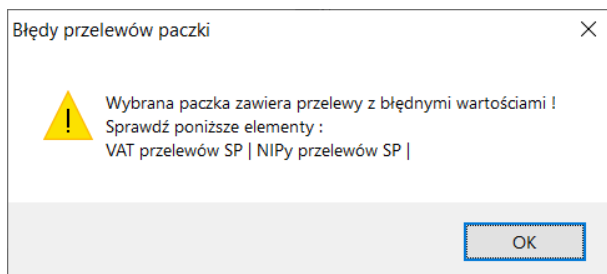 Błędy przelewów paczki
Wybrana paczka zawiera przelewy z błędnymi wartościami !
Sprawdź poniższe elementy :
VAT przelewów SP | NIPy przelewów SP |
OK